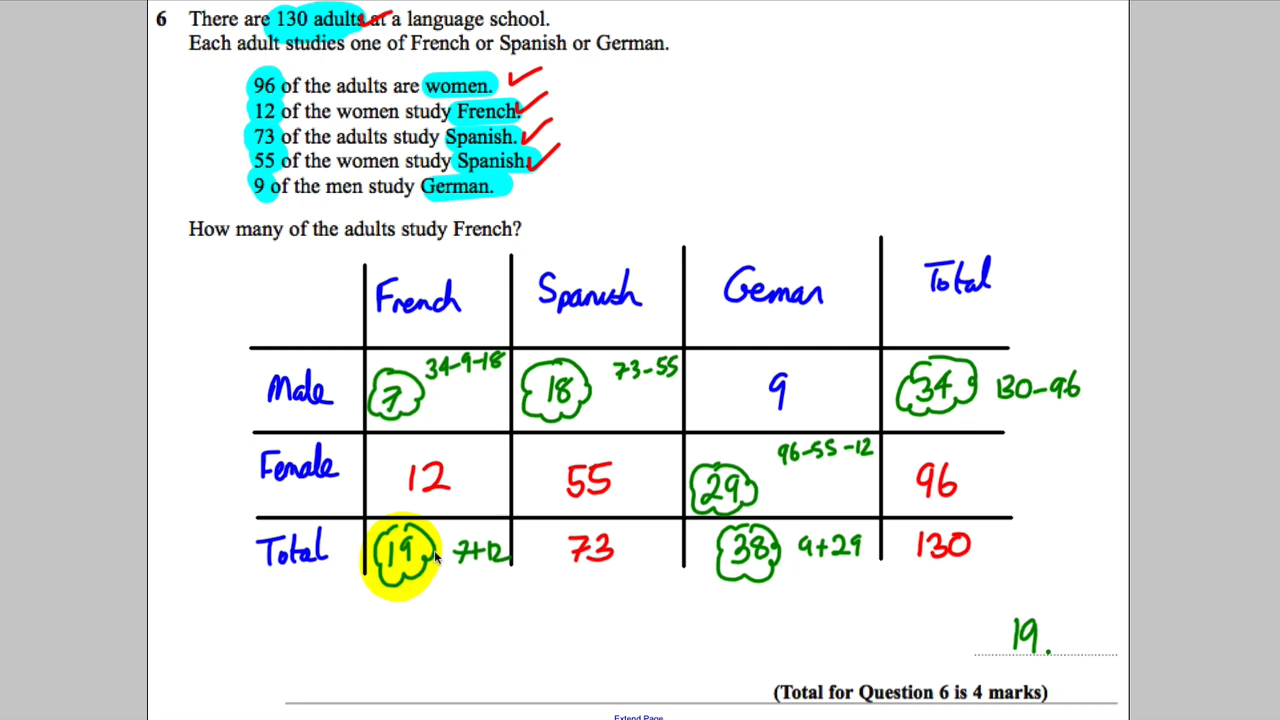 6 There are 130 adults at a language school.
Each adult studies one of French or Spanish or German.
96 of the adults are women.
12 of the women study French.
73 of the adults study Spanish.
55 of the women study Spanish.
9 of the men study German.
How many of the adults study French?
French Spanish Geman Total
34-9-18 73-55
Male 7 18 9 34 130-96
96-55-12
Female 12 55 29 96
Total 19 7+12 73 38 9+29 130
19.
(Total for Question 6 is 4 marks)
Extend Page